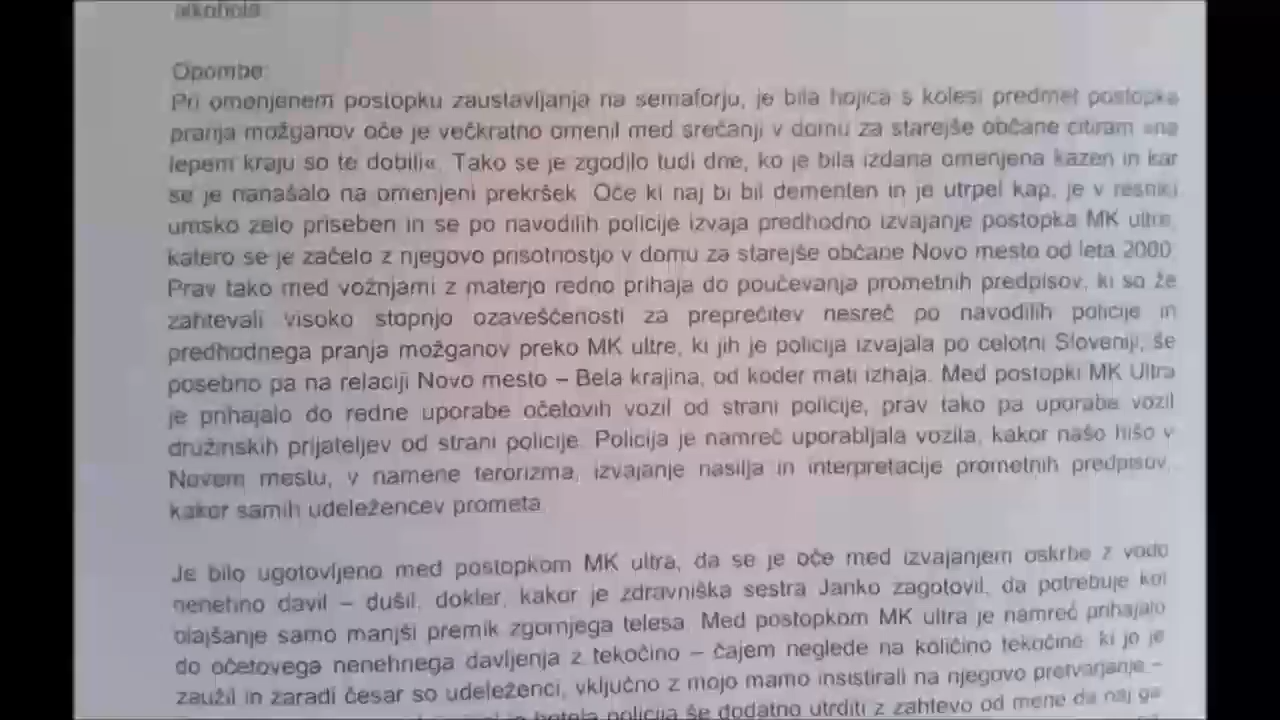 alkohola.
Opombe:
Pri omenjenem postopku zaustavljanja na semaforju, je bila hojica s kolesi predmet postopka
pranja možganov oče je večkratno omenil med srečanji v domu za starejše občane citiram »na
lepem kraju so te dobili«. Tako se je zgodilo tudi dne, ko je bila izdana omenjena kazen in kar
se je nanašalo na omenjeni prekršek. Oče ki naj bi bil dementen in je utrpel kap, je v resnici
umsko zelo priseben in se po navodilih policije izvaja predhodno izvajanje postopka MK ultre,
katero se je začelo z njegovo prisotnostjo v domu za starejše občane Novo mesto od leta 2000.
Prav tako med vožnjami z materjo redno prihaja do poučevanja prometnih predpisov, ki so že
zahtevali visoko stopnjo ozaveščenosti za preprečitev nesreč po navodilih policije in
predhodnega pranja možganov preko MK ultre, ki jih je policija izvajala po celotni Sloveniji, še
posebno pa na relaciji Novo mesto – Bela krajina, od koder mati izhaja. Med postopki MK Ultra
je prihajalo do redne uporabe očetovih vozil od strani policije, prav tako pa uporabe vozil
družinskih prijateljev od strani policije. Policija je namreč uporabljala vozila, kakor našo hišo v
Novem mestu, v namene terorizma, izvajanje nasilja in interpretacije prometnih predpisov,
kakor samih udeležencev prometa.
Je bilo ugotovljeno med postopkom MK ultra, da se je oče med izvajanjem oskrbe z vodo
nenehno davil – dušil, dokler, kakor je zdravniška sestra Janko zagotovil, da potrebuje kot
olajšanje samo manjši premik zgornjega telesa. Med postopkom MK ultra je namreč prihajalo
do očetovega nenehnega davljenja z tekočino – čajem neglede na količino tekočine, ki jo je
zaužil in zaradi česar so udeleženci, vključno z mojo mamo insistirali na njegovo pretvarjanje –
hotela policija še dodatno utrditi z zahtevo od mene da naj ga